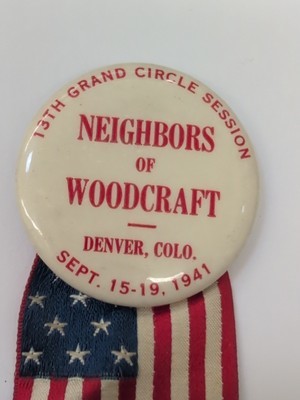 13TH GRAND CIRCLE SESSION
NEIGHBORS
OF
WOODCRAFT
DENVER, COLO.
SEPT. 15-19, 1941